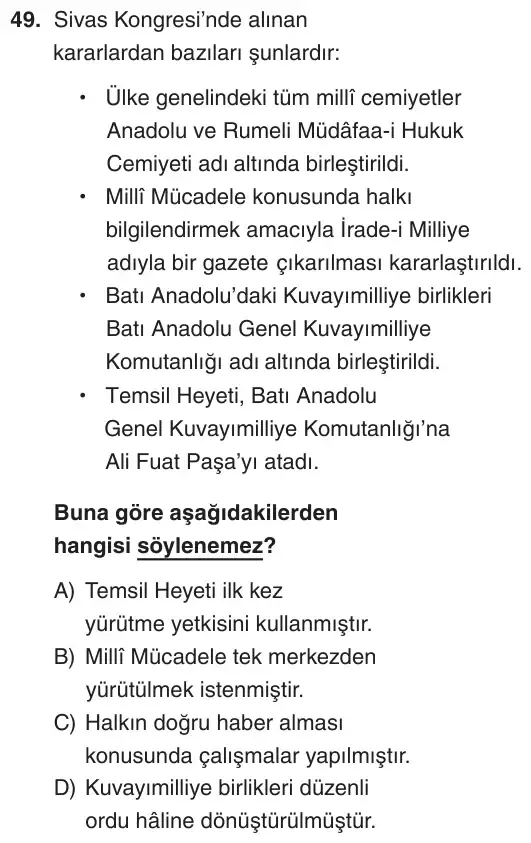 49. Sivas Kongresi’nde alınan
kararlardan bazıları şunlardır:
• Ülke genelindeki tüm millî cemiyetler
Anadolu ve Rumeli Müdâfaa-i Hukuk
Cemiyeti adı altında birleştirildi.
• Millî Mücadele konusunda halkı
bilgilendirmek amacıyla İrade-i Milliye
adıyla bir gazete çıkarılması kararlaştırıldı.
• Batı Anadolu’daki Kuvayımilliye birlikleri
Batı Anadolu Genel Kuvayımilliye
Komutanlığı adı altında birleştirildi.
• Temsil Heyeti, Batı Anadolu
Genel Kuvayımilliye Komutanlığı’na
Ali Fuat Paşa’yı atadı.
Buna göre aşağıdakilerden
hangisi söylenemez?
A) Temsil Heyeti ilk kez
yürütme yetkisini kullanmıştır.
B) Millî Mücadele tek merkezden
yürütülmek istenmiştir.
C) Halkın doğru haber alması
konusunda çalışmalar yapılmıştır.
D) Kuvayımilliye birlikleri düzenli
ordu hâline dönüştürülmüştür.